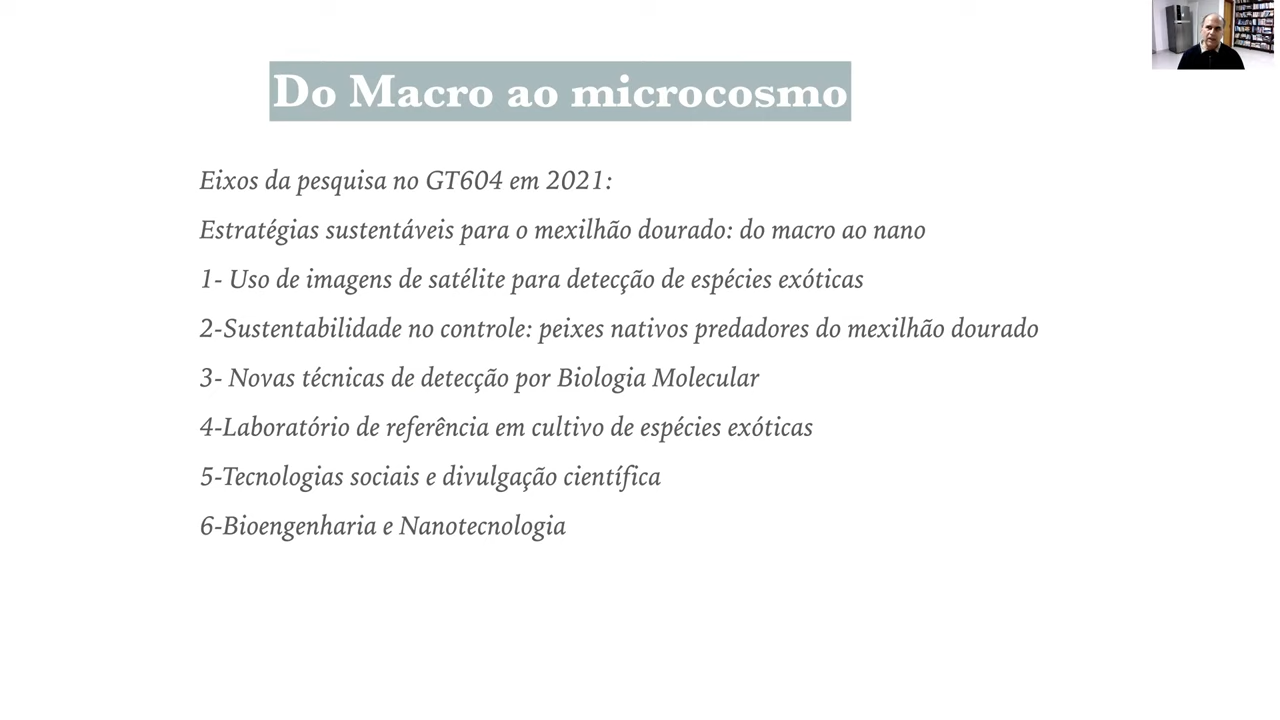 Do Macro ao microcosmo
Eixos da pesquisa no GT604 em 2021:
Estratégias sustentáveis para o mexilhão dourado: do macro ao nano
1- Uso de imagens de satélite para detecção de espécies exóticas
2-Sustentabilidade no controle: peixes nativos predadores do mexilhão dourado
3- Novas técnicas de detecção por Biologia Molecular
4-Laboratório de referência em cultivo de espécies exóticas
5-Tecnologias sociais e divulgação científica
6-Bioengenharia e Nanotecnologia